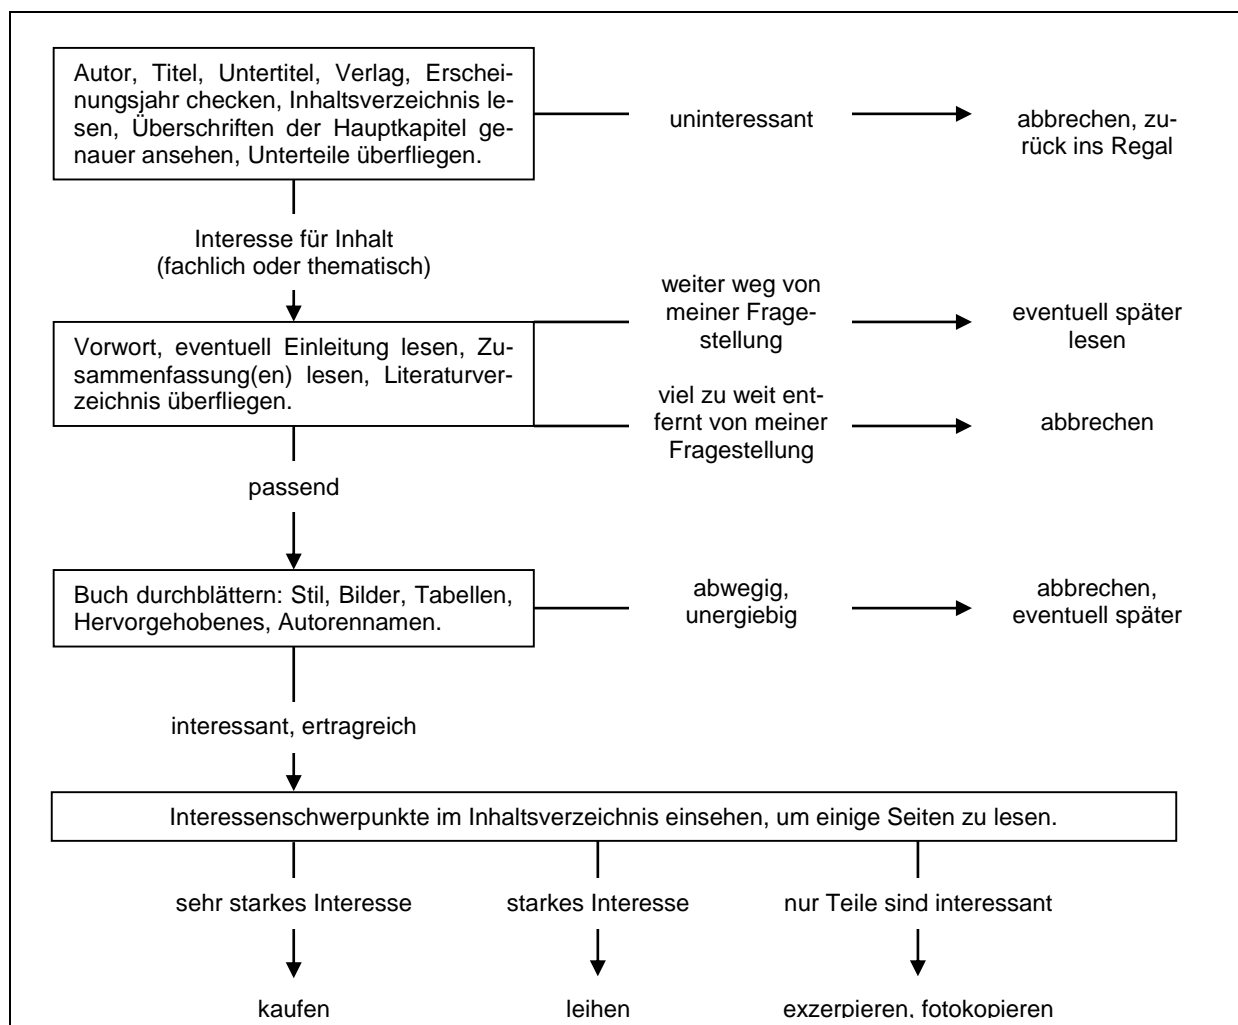 Autor, Titel, Untertitel, Verlag, Erschei-
nungsjahr checken, Inhaltsverzeichnis le-
sen, Überschriften der Hauptkapitel ge-
nauer ansehen, Unterteile überfliegen.
uninteressant
abbrechen, zu-
rück ins Regal
Interesse für Inhalt
(fachlich oder thematisch)
Vorwort, eventuell Einleitung lesen, Zu-
sammenfassung(en) lesen, Literaturver-
zeichnis überfliegen.
weiter weg von
meiner Frage-
stellung
eventuell später
lesen
viel zu weit ent-
fernt von meiner
Fragestellung
abbrechen
passend
Buch durchblättern: Stil, Bilder, Tabellen,
Hervorgehobenes, Autorennamen.
abwegig,
unergiebig
abbrechen,
eventuell später
interessant, ertragreich
Interessenschwerpunkte im Inhaltsverzeichnis einsehen, um einige Seiten zu lesen.
sehr starkes Interesse
starkes Interesse
nur Teile sind interessant
kaufen
leihen
exzerpieren, fotokopieren